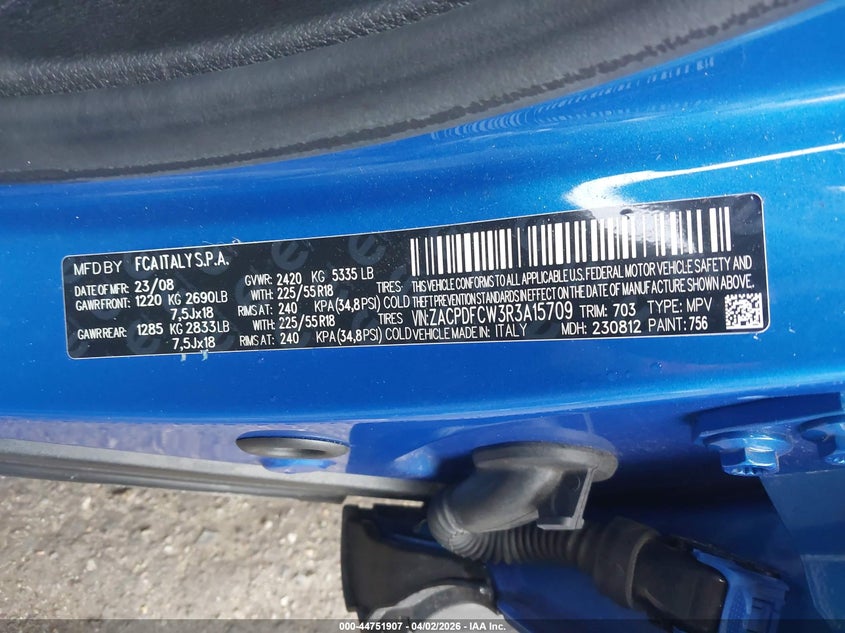 MFD BY FCA ITALY S.P.A.
DATE OF MFR: 23/08 GVWR: 2420 KG 5335 LB
GAWR FRONT: 1220 KG 2690LB WITH: 225/55 R18 TIRES:
7,5Jx18 RIMS AT: 240 KPA (34,8PSI) COLD
GAWR REAR: 1285 KG 2833LB WITH: 225/55R18 TIRES:
7,5Jx18 RIMS AT: 240 KPA (34,8PSI) COLD
THIS VEHICLE CONFORMS TO ALL APPLICABLE U.S. FEDERAL MOTOR VEHICLE SAFETY AND
THEFT PREVENTION STANDARDS IN EFFECT ON THE DATE OF MANUFACTURE SHOWN ABOVE.
VIN: ZACPDFCW3R3A15709 TRIM: 703 TYPE: MPV
VEHICLE MADE IN: ITALY MDH: 230812 PAINT: 756
000-44751907 - 04/02/2026 - IAA Inc.